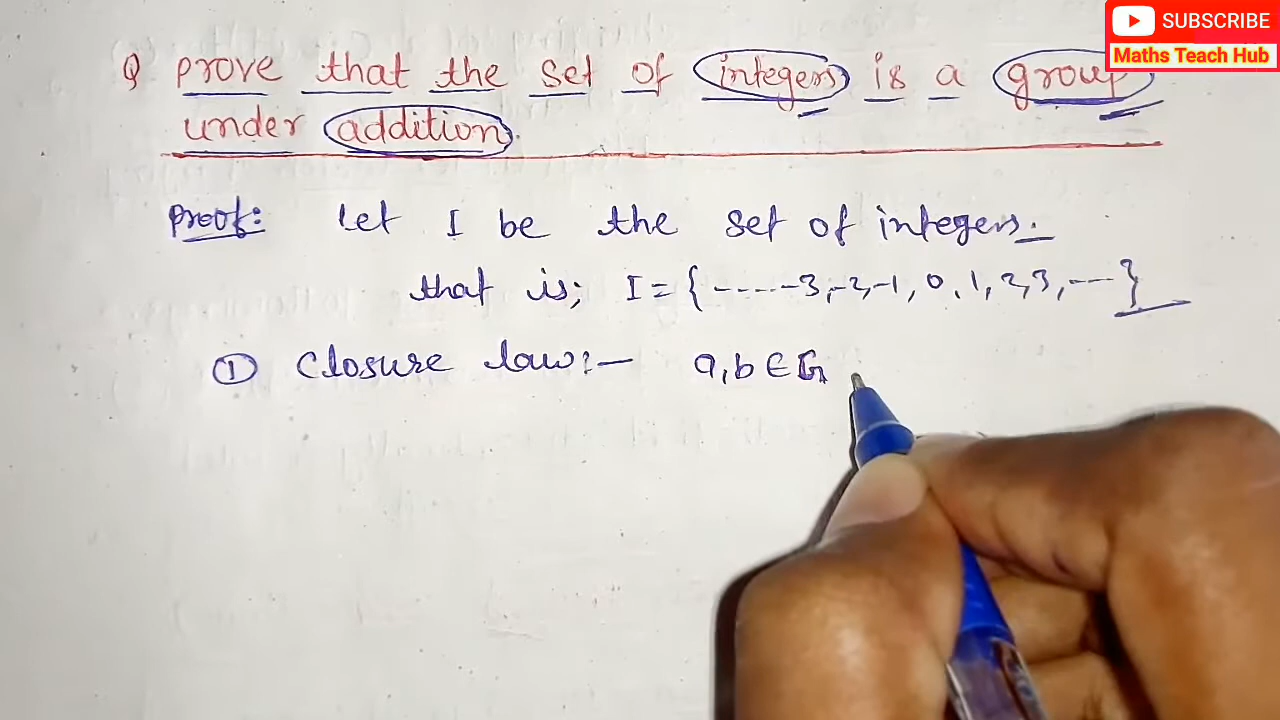 SUBSCRIBE
Maths Teach Hub
Q prove that the set of integers is a group
under addition.
Proof: Let I be the set of integers.
that is; I = { -----3,-2,-1, 0, 1, 2, 3, --- }
① Closure law:- a, b ∈ G